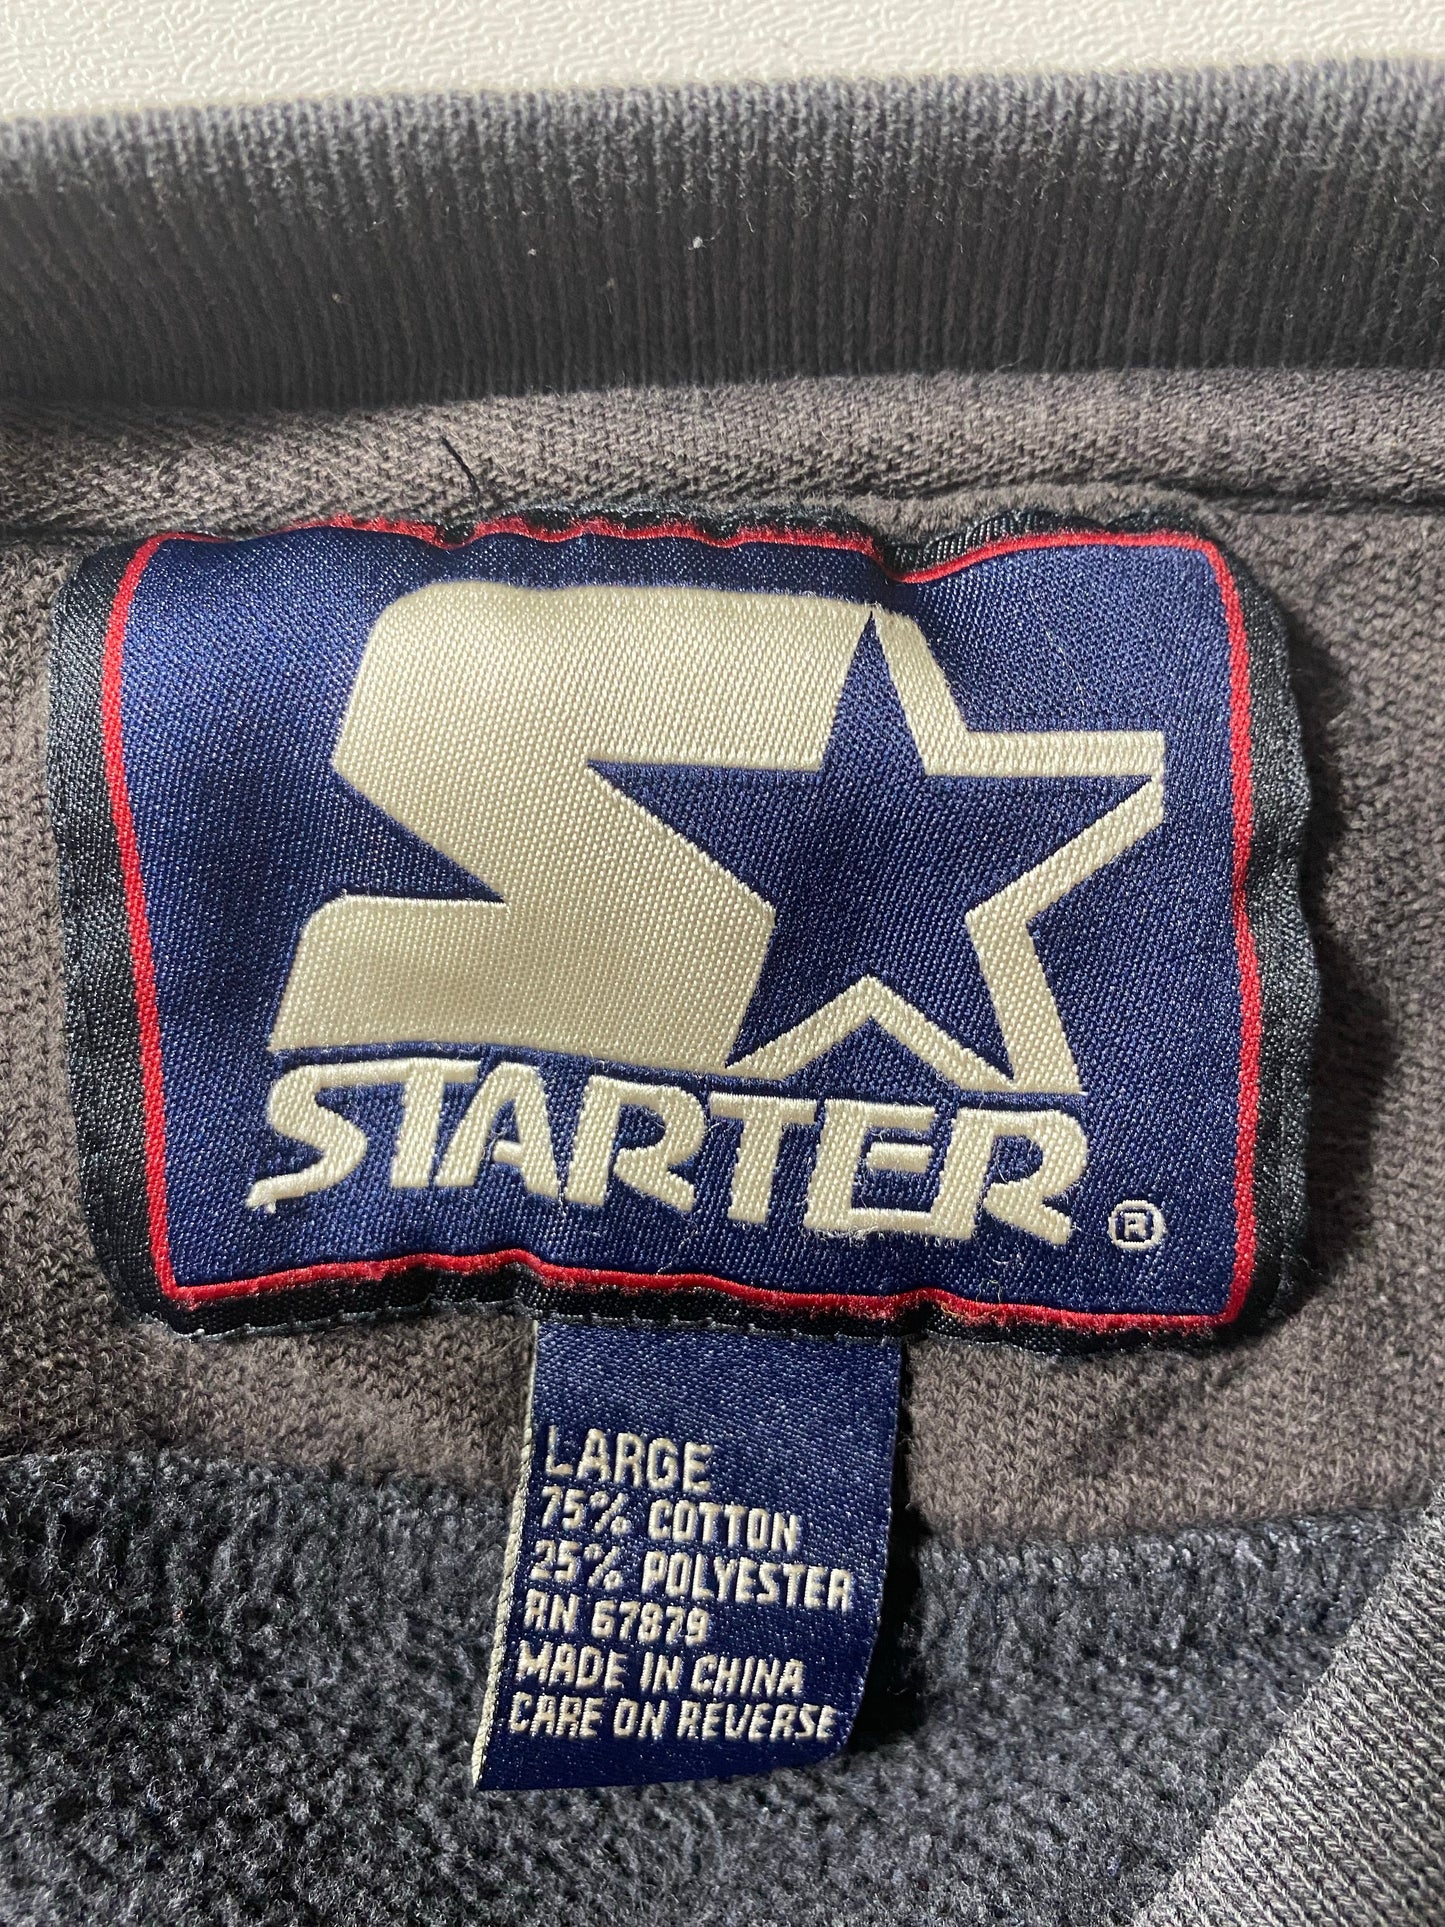 STARTER ®
LARGE
75% COTTON
25% POLYESTER
RN 67879
MADE IN CHINA
CARE ON REVERSE